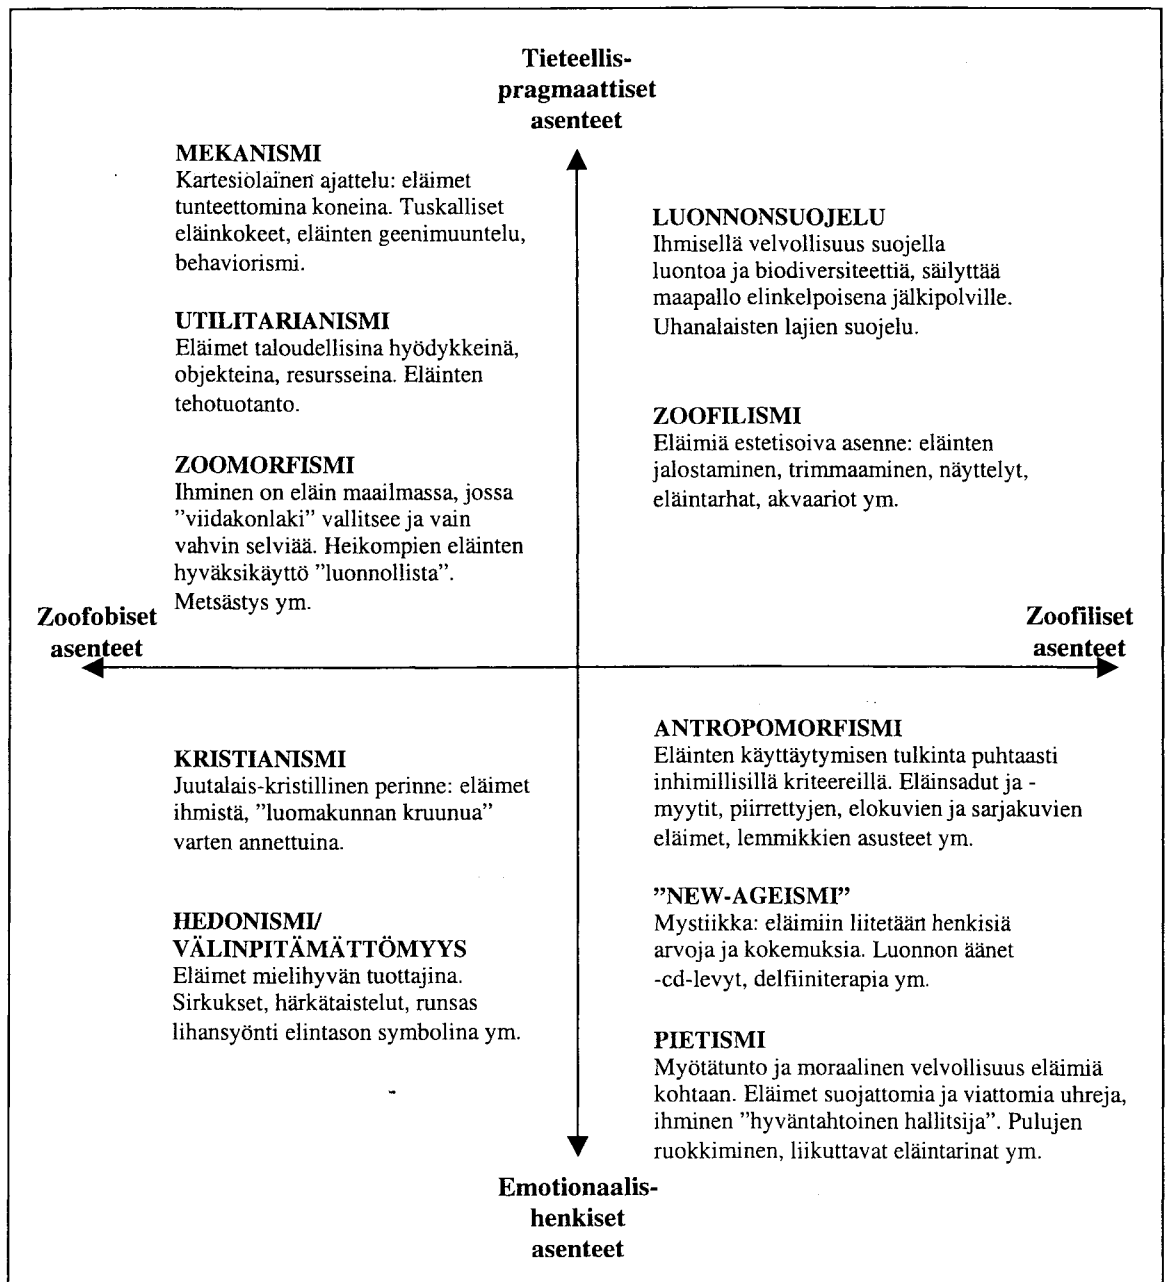 Tieteellis-
pragmaattiset
asenteet
MEKANISMI
Kartesiolainen ajattelu: eläimet
tunteettomina koneina. Tuskalliset
eläinkokeet, eläinten geenimuuntelu,
behaviorismi.
UTILITARIANISMI
Eläimet taloudellisina hyödykkeinä,
objekteina, resursseina. Eläinten
tehotuotanto.
ZOOMORFISMI
Ihminen on eläin maailmassa, jossa
"viidakonlaki" vallitsee ja vain
vahvin selviää. Heikompien eläinten
hyväksikäyttö "luonnollista".
Metsästys ym.
LUONNONSUOJELU
Ihmisellä velvollisuus suojella
luontoa ja biodiversiteettiä, säilyttää
maapallo elinkelpoisena jälkipolville.
Uhanalaisten lajien suojelu.
ZOOFILISMI
Eläimiä estetisoiva asenne: eläinten
jalostaminen, trimmaaminen, näyttelyt,
eläintarhat, akvaariot ym.
Zoofobiset
asenteet
Zoofiliset
asenteet
KRISTIANISMI
Juutalais-kristillinen perinne: eläimet
ihmistä, "luomakunnan kruunua"
varten annettuina.
HEDONISMI/
VÄLINPITÄMÄTTÖMYYS
Eläimet mielihyvän tuottajina.
Sirkukset, härkätaistelut, runsas
lihansyönti elintason symbolina ym.
ANTROPOMORFISMI
Eläinten käyttäytymisen tulkinta puhtaasti
inhimillisillä kriteereillä. Eläinsadut ja -
myytit, piirrettyjen, elokuvien ja sarjakuvien
eläimet, lemmikkien asusteet ym.
"NEW-AGEISMI"
Mystiikka: eläimiin liitetään henkisiä
arvoja ja kokemuksia. Luonnon äänet
-cd-levyt, delfiiniterapia ym.
PIETISMI
Myötätunto ja moraalinen velvollisuus eläimiä
kohtaan. Eläimet suojattomia ja viattomia uhreja,
ihminen "hyväntahtoinen hallitsija". Pulujen
ruokkiminen, liikuttavat eläintarinat ym.
Emotionaalis-
henkiset
asenteet